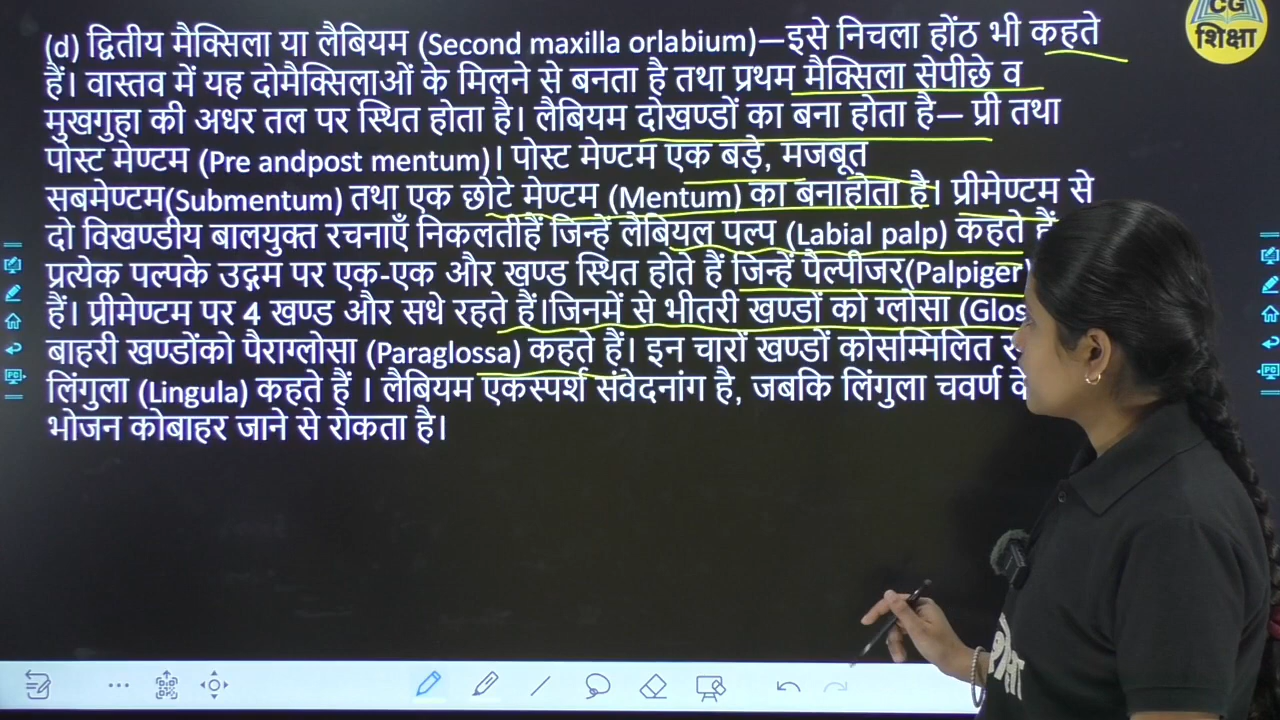 CG
शिक्षा
(d) द्वितीय मैक्सिला या लैबियम (Second maxilla orlabium)—इसे निचला होंठ भी कहते
हैं। वास्तव में यह दोमैक्सिलाओं के मिलने से बनता है तथा प्रथम मैक्सिला सेपीछे व
मुखगुहा की अधर तल पर स्थित होता है। लैबियम दोखण्डों का बना होता है— प्री तथा
पोस्ट मेण्टम (Pre andpost mentum)। पोस्ट मेण्टम एक बड़े, मजबूत
सबमेण्टम(Submentum) तथा एक छोटे मेण्टम (Mentum) का बनाहोता है। प्रीमेण्टम से
दो विखण्डीय बालयुक्त रचनाएँ निकलतीहैं जिन्हें लैबियल पल्प (Labial palp) कहते हैं
प्रत्येक पल्पके उद्गम पर एक-एक और खण्ड स्थित होते हैं जिन्हें पैल्पीजर(Palpiger)
हैं। प्रीमेण्टम पर 4 खण्ड और सधे रहते हैं।जिनमें से भीतरी खण्डों को ग्लोसा
बाहरी खण्डोंको पैराग्लोसा (Paraglossa) कहते हैं। इन चारों खण्डों कोसम्मिलित
लिंगुला (Lingula) कहते हैं । लैबियम एकस्पर्श संवेदनांग है, जबकि लिंगुला चवर्ण
भोजन कोबाहर जाने से रोकता है।